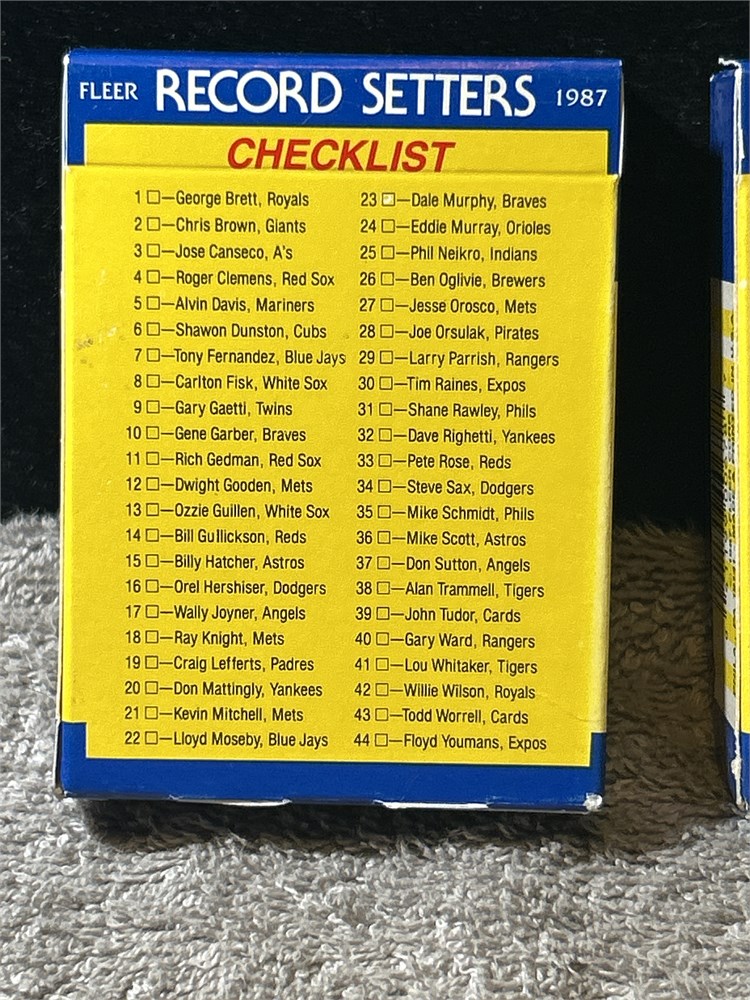 FLEER RECORD SETTERS 1987
CHECKLIST
1 ☐—George Brett, Royals
2 ☐—Chris Brown, Giants
3 ☐—Jose Canseco, A's
4 ☐—Roger Clemens, Red Sox
5 ☐—Alvin Davis, Mariners
6 ☐—Shawon Dunston, Cubs
7 ☐—Tony Fernandez, Blue Jays
8 ☐—Carlton Fisk, White Sox
9 ☐—Gary Gaetti, Twins
10 ☐—Gene Garber, Braves
11 ☐—Rich Gedman, Red Sox
12 ☐—Dwight Gooden, Mets
13 ☐—Ozzie Guillen, White Sox
14 ☐—Bill Gullickson, Reds
15 ☐—Billy Hatcher, Astros
16 ☐—Orel Hershiser, Dodgers
17 ☐—Wally Joyner, Angels
18 ☐—Ray Knight, Mets
19 ☐—Craig Lefferts, Padres
20 ☐—Don Mattingly, Yankees
21 ☐—Kevin Mitchell, Mets
22 ☐—Lloyd Moseby, Blue Jays
23 ☐—Dale Murphy, Braves
24 ☐—Eddie Murray, Orioles
25 ☐—Phil Neikro, Indians
26 ☐—Ben Oglivie, Brewers
27 ☐—Jesse Orosco, Mets
28 ☐—Joe Orsulak, Pirates
29 ☐—Larry Parrish, Rangers
30 ☐—Tim Raines, Expos
31 ☐—Shane Rawley, Phils
32 ☐—Dave Righetti, Yankees
33 ☐—Pete Rose, Reds
34 ☐—Steve Sax, Dodgers
35 ☐—Mike Schmidt, Phils
36 ☐—Mike Scott, Astros
37 ☐—Don Sutton, Angels
38 ☐—Alan Trammell, Tigers
39 ☐—John Tudor, Cards
40 ☐—Gary Ward, Rangers
41 ☐—Lou Whitaker, Tigers
42 ☐—Willie Wilson, Royals
43 ☐—Todd Worrell, Cards
44 ☐—Floyd Youmans, Expos